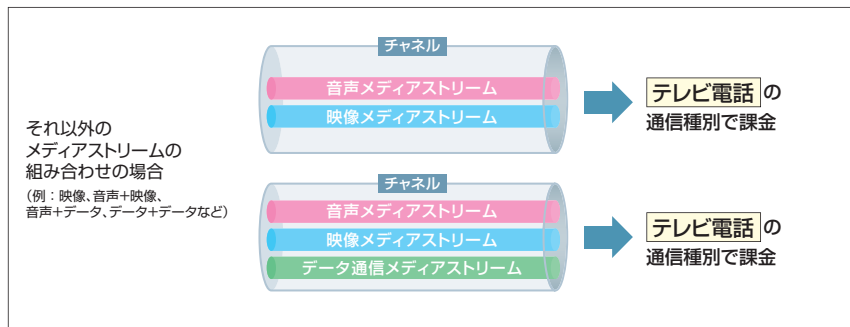 それ以外の
メディアストリームの
組み合わせの場合
(例：映像、音声+映像、
音声+データ、データ+データなど)
チャネル
音声メディアストリーム
映像メディアストリーム
テレビ電話 の
通信種別で課金
チャネル
音声メディアストリーム
映像メディアストリーム
データ通信メディアストリーム
テレビ電話 の
通信種別で課金